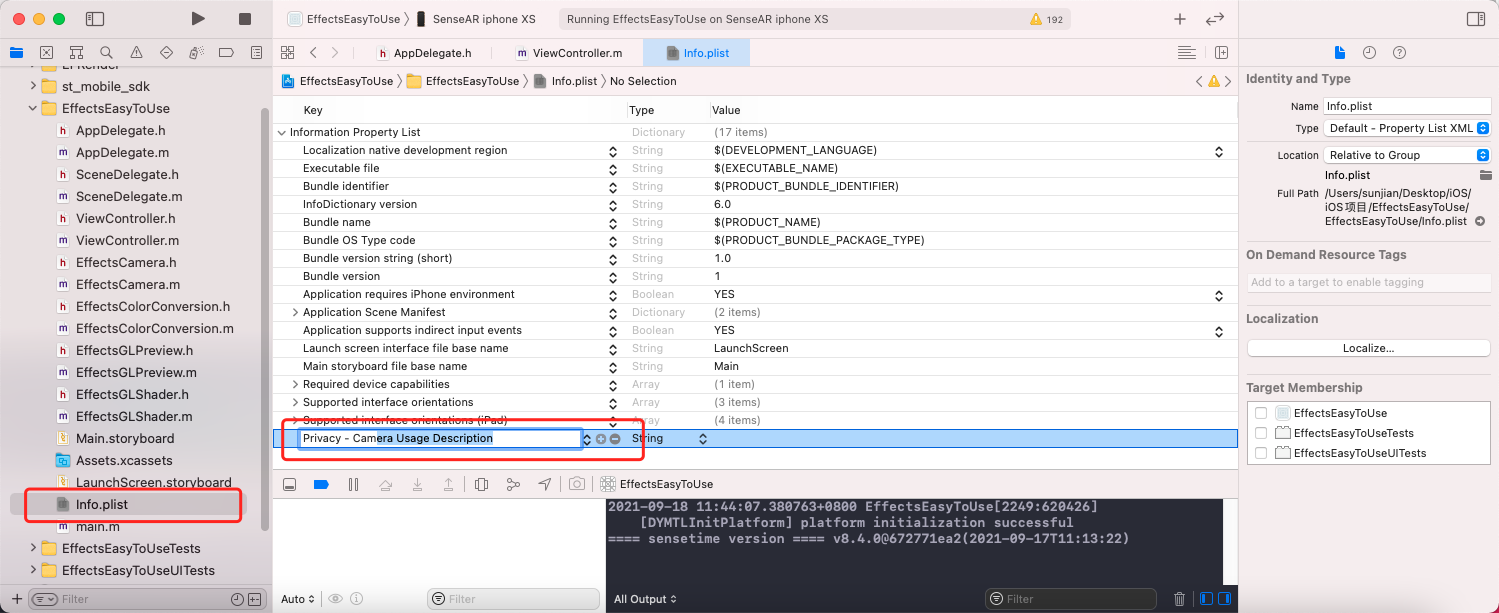 EffectsEasyToUse 〉 SenseAR iphone XS
Running EffectsEasyToUse on SenseAR iphone XS
192
AppDelegate.h
ViewController.m
Info.plist
EffectsEasyToUse 〉 EffectsEasyToUse 〉 Info.plist 〉 No Selection
st_mobile_sdk
EffectsEasyToUse
h AppDelegate.h
m AppDelegate.m
h SceneDelegate.h
m SceneDelegate.m
h ViewController.h
m ViewController.m
h EffectsCamera.h
m EffectsCamera.m
h EffectsColorConversion.h
m EffectsColorConversion.m
h EffectsGLPreview.h
m EffectsGLPreview.m
h EffectsGLShader.h
m EffectsGLShader.m
Main.storyboard
Assets.xcassets
LaunchScreen.storyboard
Info.plist
m main.m
EffectsEasyToUseTests
EffectsEasyToUseUITests
Filter
Key Type Value
Information Property List Dictionary (17 items)
Localization native development region String $(DEVELOPMENT_LANGUAGE)
Executable file String $(EXECUTABLE_NAME)
Bundle identifier String $(PRODUCT_BUNDLE_IDENTIFIER)
InfoDictionary version String 6.0
Bundle name String $(PRODUCT_NAME)
Bundle OS Type code String $(PRODUCT_BUNDLE_PACKAGE_TYPE)
Bundle version string (short) String 1.0
Bundle version String 1
Application requires iPhone environment Boolean YES
Application Scene Manifest Dictionary (2 items)
Application supports indirect input events Boolean YES
Launch screen interface file base name String LaunchScreen
Main storyboard file base name String Main
Required device capabilities Array (1 item)
Supported interface orientations Array (3 items)
Supported interface orientations (iPad) Array (4 items)
Privacy - Camera Usage Description String
EffectsEasyToUse
2021-09-18 11:44:07.380763+0800 EffectsEasyToUse[2249:620426]
[DYMTLInitPlatform] platform initialization successful
==== sensetime version ==== v8.4.0@672771ea2(2021-09-17T11:13:22)
Auto
Filter
All Output
Filter
Identity and Type
Name Info.plist
Type Default - Property List XML
Location Relative to Group
Info.plist
Full Path /Users/sunjian/Desktop/iOS/
iOS项目/EffectsEasyToUse/
EffectsEasyToUse/Info.plist
On Demand Resource Tags
Add to a target to enable tagging
Localization
Localize...
Target Membership
EffectsEasyToUse
EffectsEasyToUseTests
EffectsEasyToUseUITests